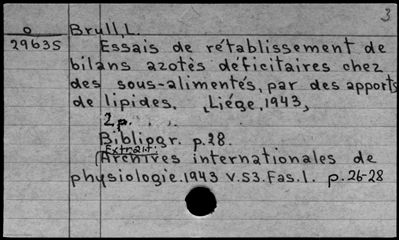 3
o Brull, L.
29635 Essais de rétablissement de
bilans azotés déficitaires chez
des sous-alimentés, par des apports
de lipides. Liége, 1943,
2 p.
Bibliogr. p.28.
Extrait:
Archives internationales de
physiologie.1943 v.53.Fas.1. p.26-28